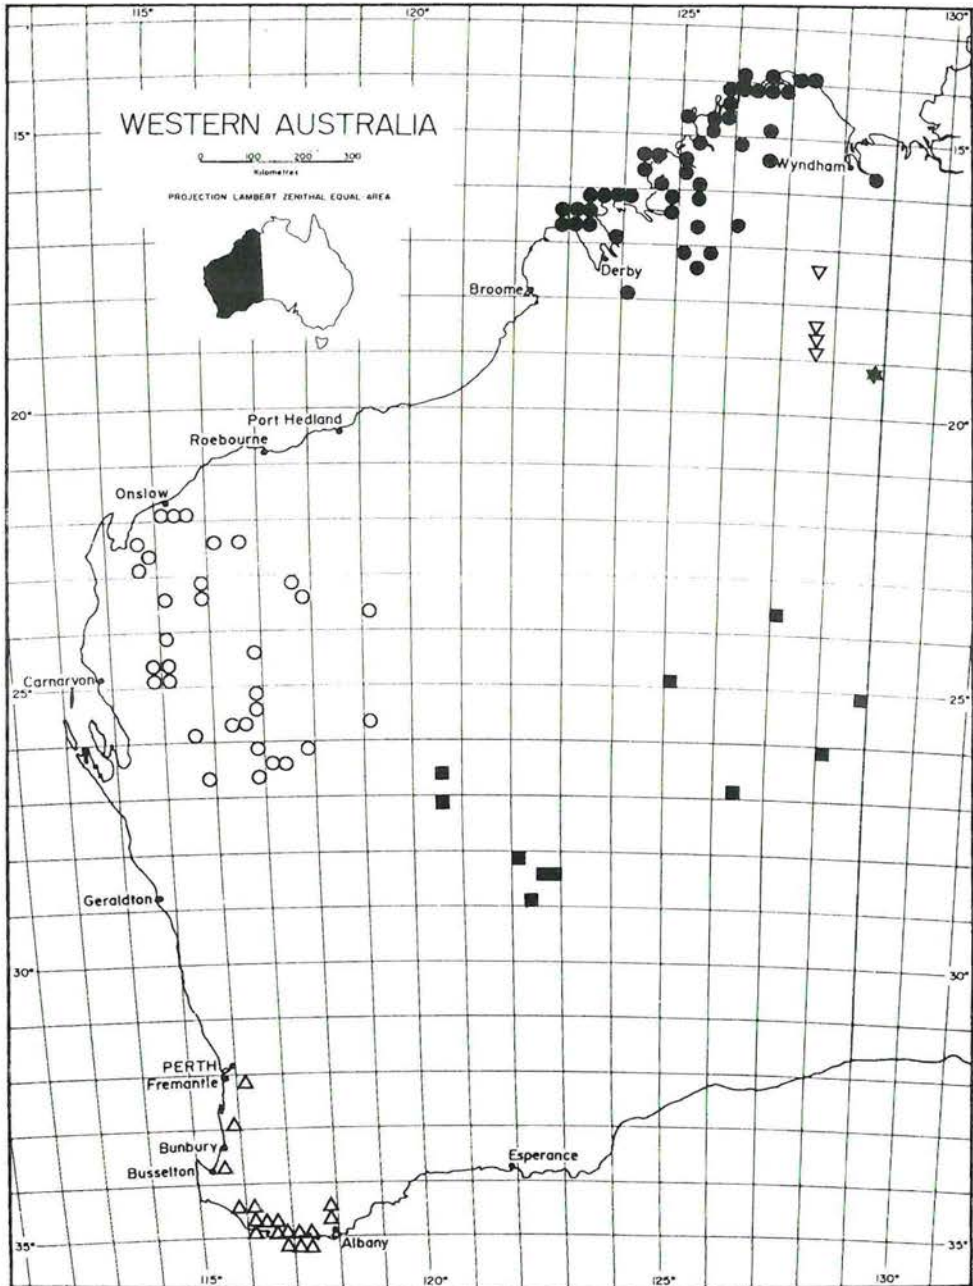 115° 120° 125° 130°
WESTERN AUSTRALIA
0 100 200 300
Kilometres
PROJECTION LAMBERT ZENITHAL EQUAL-AREA
15° 15°
Wyndham
Derby
Broome
20° 20°
Port Hedland
Roebourne
Onslow
Carnarvon
25° 25°
Geraldton
30° 30°
PERTH
Fremantle
Bunbury
Busselton
Esperance
Albany
35° 35°
115° 120° 125° 130°